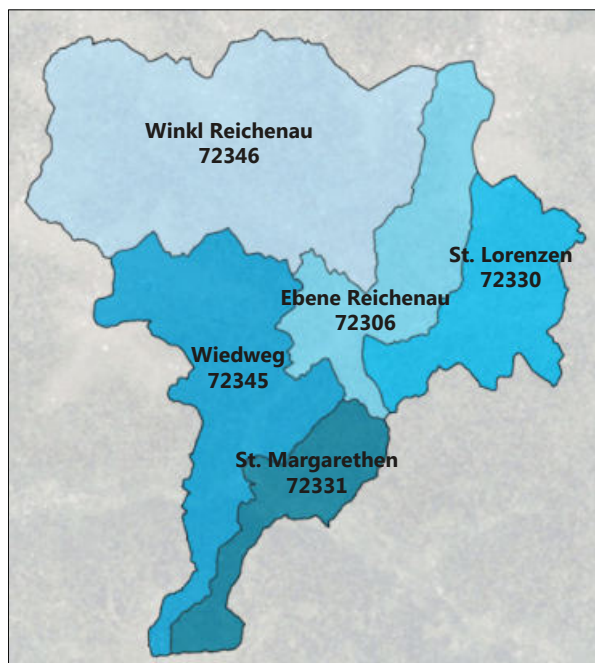 Winkl Reichenau
72346
St. Lorenzen
72330
Ebene Reichenau
72306
Wiedweg
72345
St. Margarethen
72331